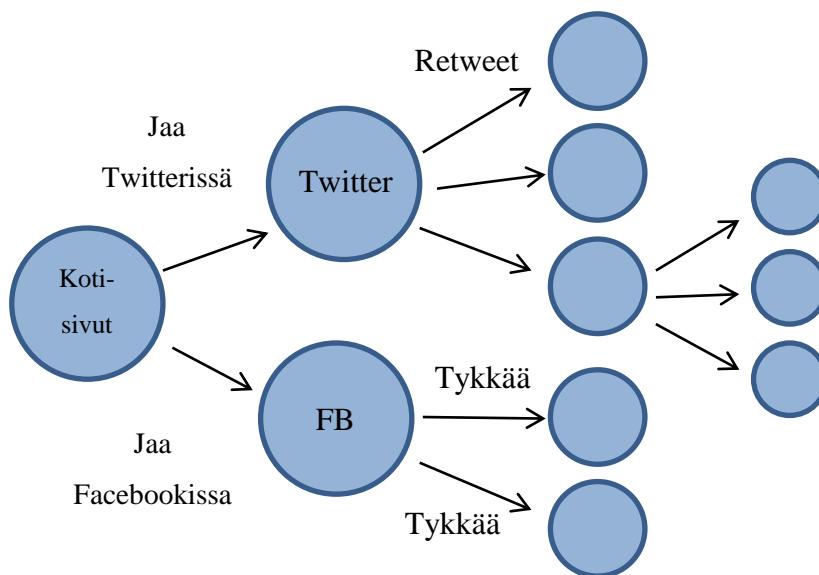 Retweet
Jaa
Twitterissä
Twitter
Koti-
sivut
Tykkää
FB
Jaa
Facebookissa
Tykkää